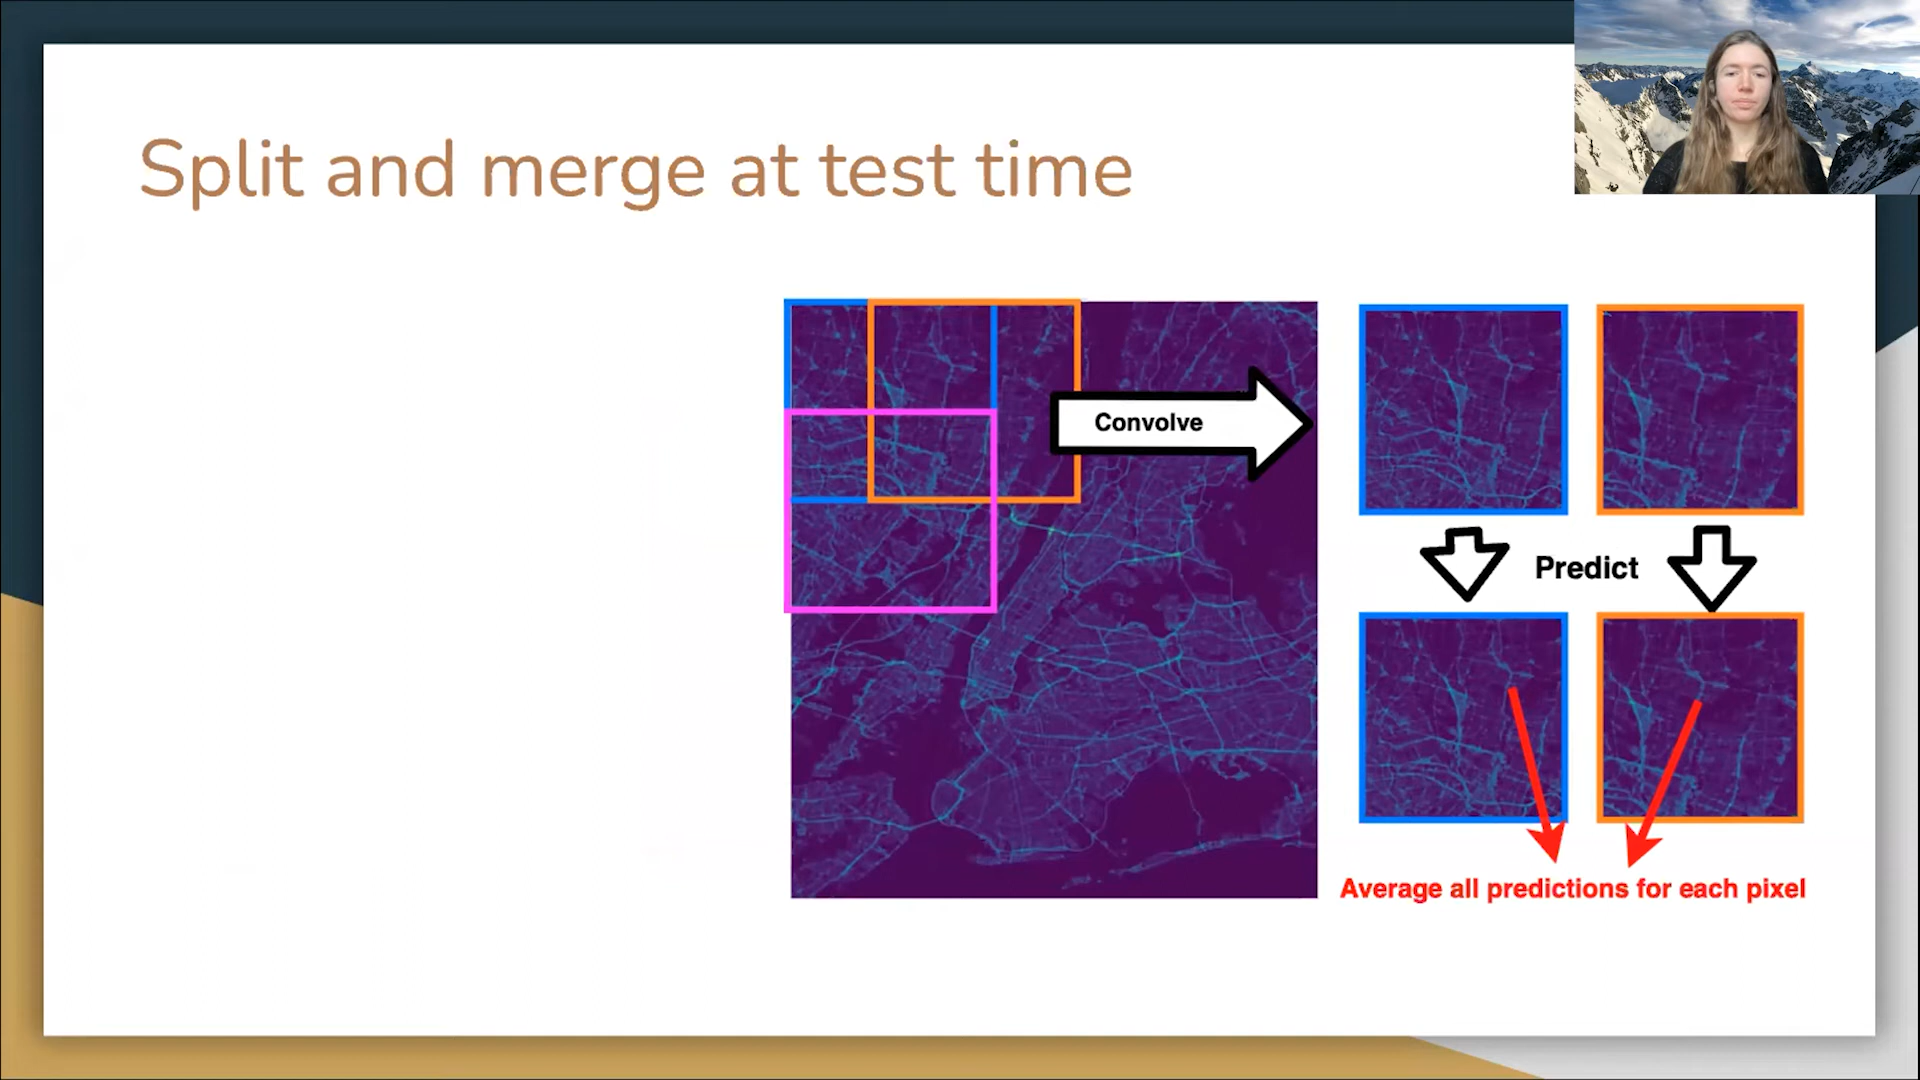 Split and merge at test time
Convolve
Predict
Average all predictions for each pixel